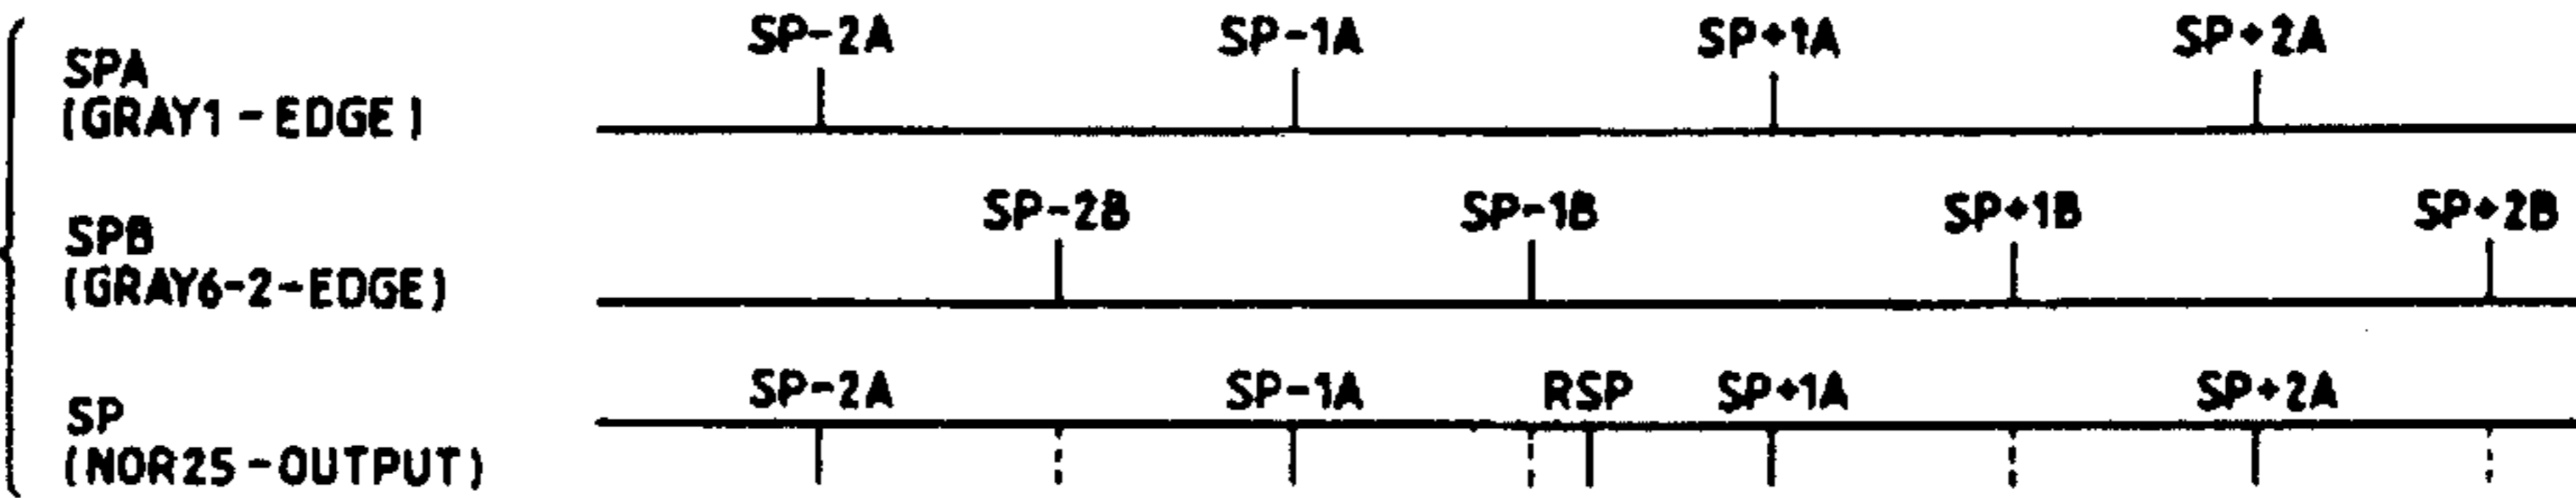 SP-2A SP-1A SP+1A SP+2A
SPA
(GRAY1-EDGE)
SP-2B SP-1B SP+1B SP+2B
SPB
(GRAY6-2-EDGE)
SP-2A SP-1A RSP SP+1A SP+2A
SP
(NOR25-OUTPUT)